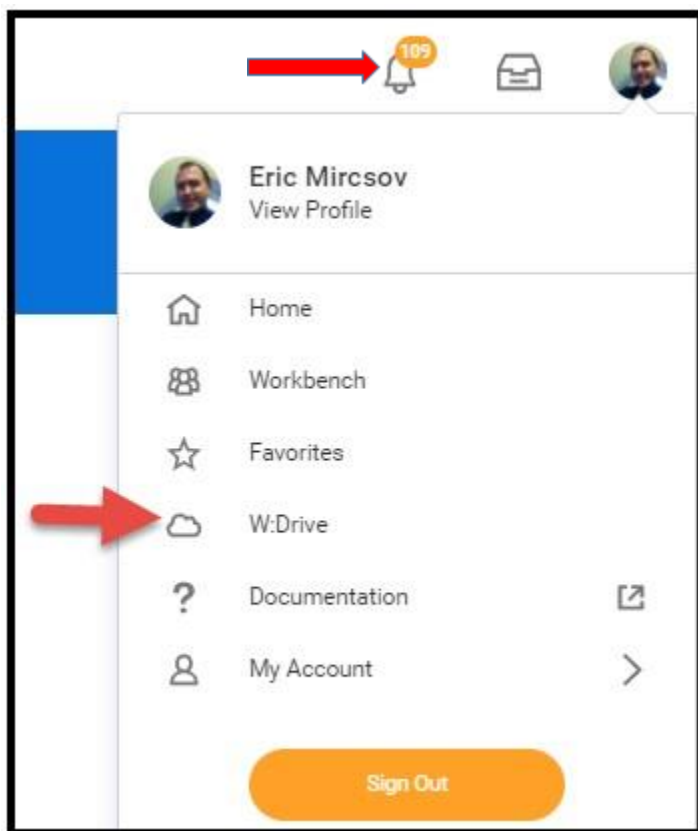 109
Eric Mircsov
View Profile
Home
Workbench
Favorites
W:Drive
Documentation
My Account
Sign Out